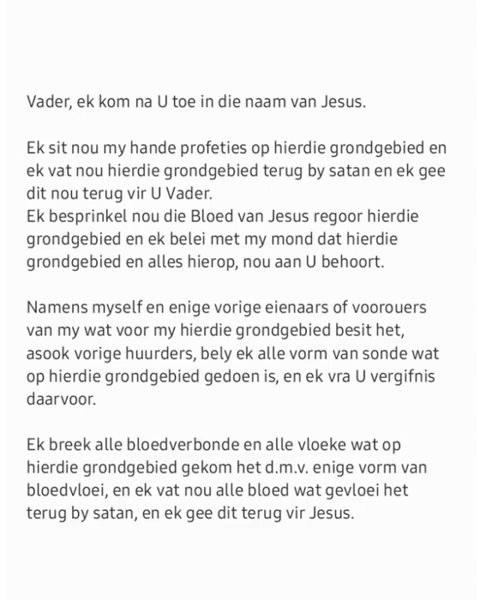 Vader, ek kom na U toe in die naam van Jesus.
Ek sit nou my hande profeties op hierdie grondgebied en
ek vat nou hierdie grondgebied terug by satan en ek gee
dit nou terug vir U Vader.
Ek besprinkel nou die Bloed van Jesus regoor hierdie
grondgebied en ek belei met my mond dat hierdie
grondgebied en alles hierop, nou aan U behoort.
Namens myself en enige vorige eienaars of voorouers
van my wat voor my hierdie grondgebied besit het,
asook vorige huurders, bely ek alle vorm van sonde wat
op hierdie grondgebied gedoen is, en ek vra U vergifnis
daarvoor.
Ek breek alle bloedverbonde en alle vloeke wat op
hierdie grondgebied gekom het d.m.v. enige vorm van
bloedvloei, en ek vat nou alle bloed wat gevloei het
terug by satan, en ek gee dit terug vir Jesus.